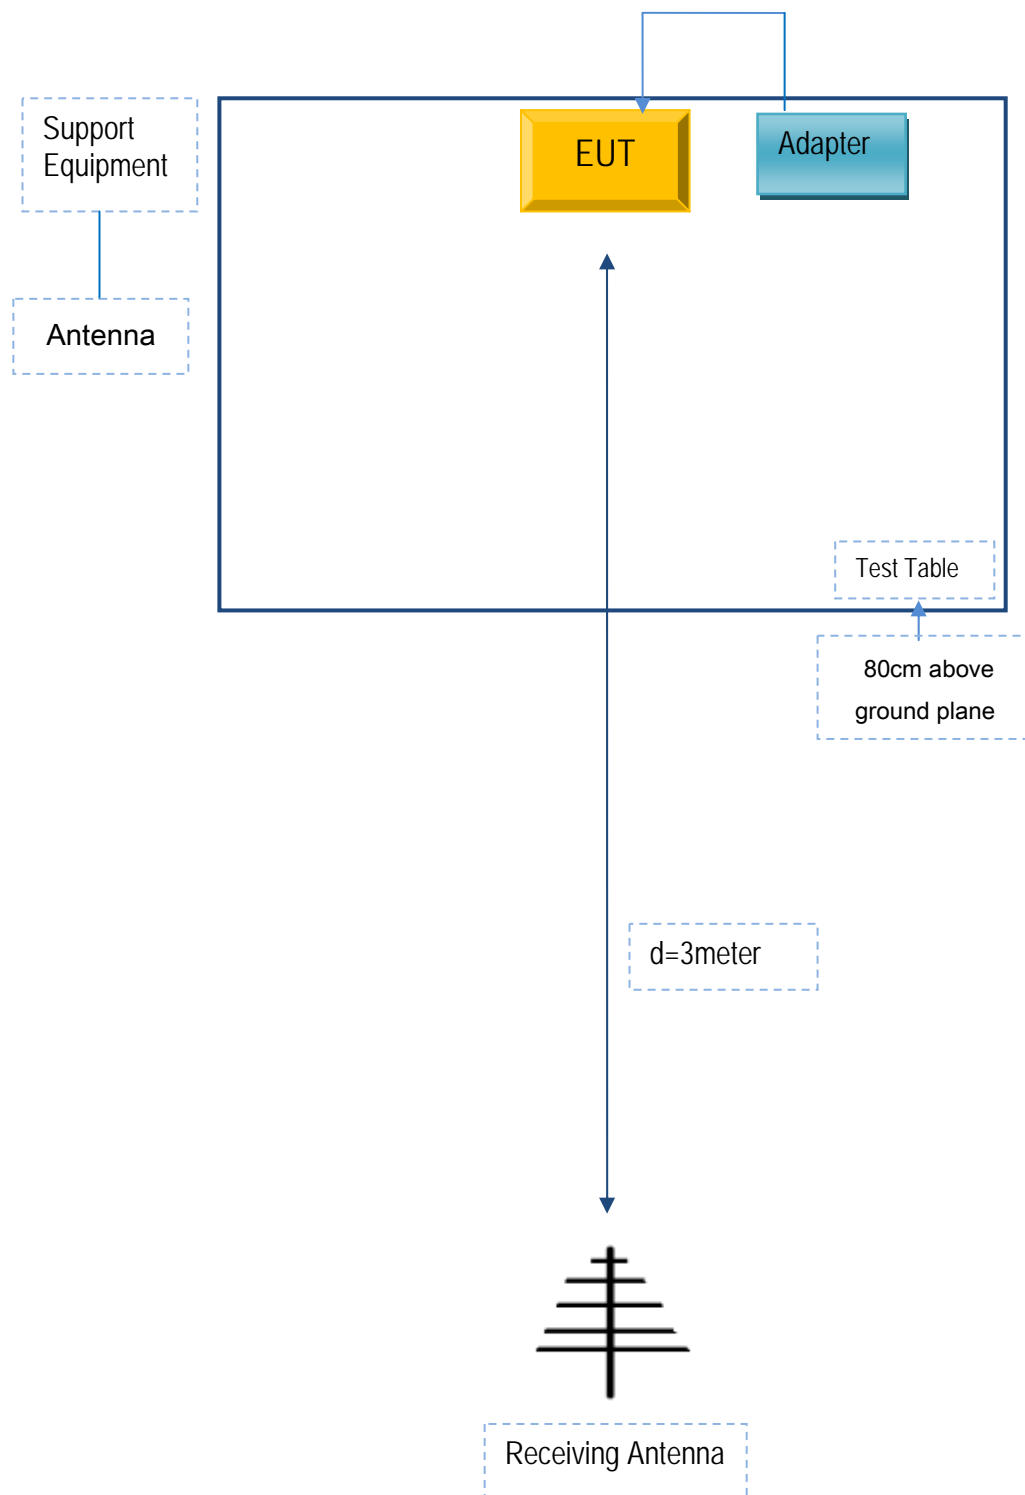 Support
Equipment
EUT
Adapter
Antenna
Test Table
80cm above
ground plane
d=3meter
Receiving Antenna